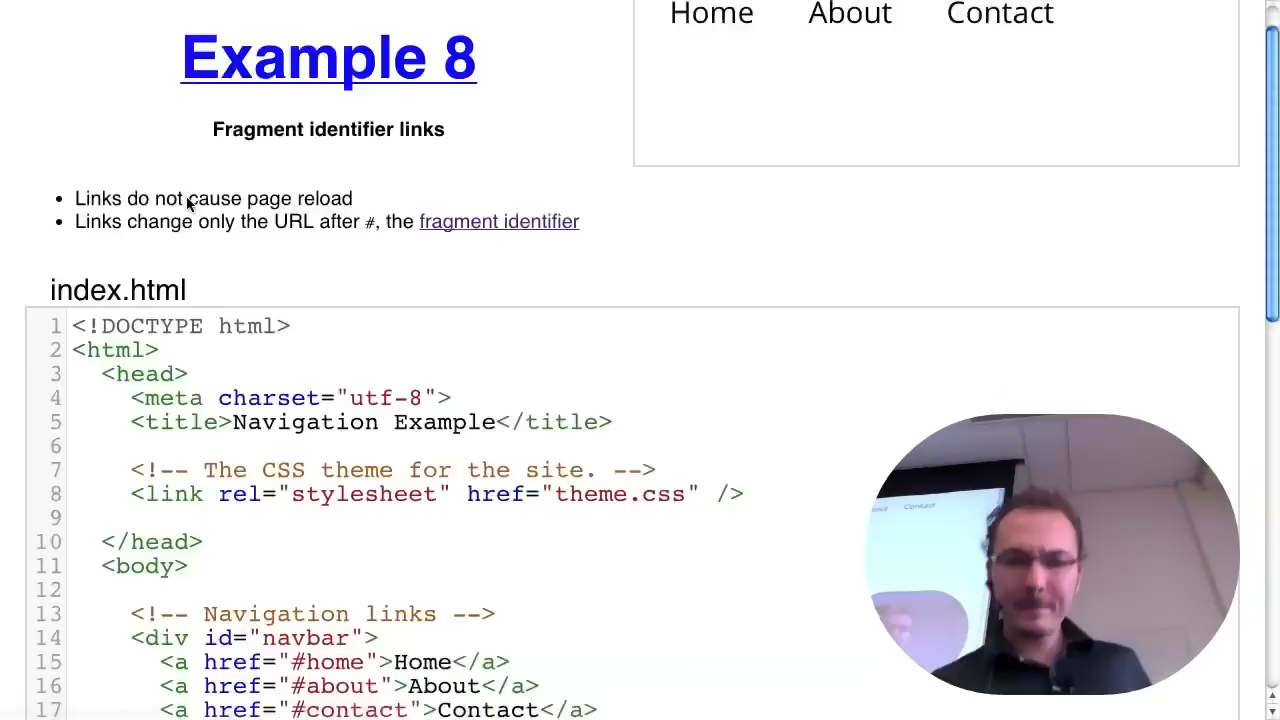 Home About Contact
Example 8
Fragment identifier links
• Links do not cause page reload
• Links change only the URL after #, the fragment identifier
index.html
1 <!DOCTYPE html>
2 <html>
3   <head>
4     <meta charset="utf-8">
5     <title>Navigation Example</title>
6
7     <!-- The CSS theme for the site. -->
8     <link rel="stylesheet" href="theme.css" />
9
10   </head>
11   <body>
12
13     <!-- Navigation links -->
14     <div id="navbar">
15       <a href="#home">Home</a>
16       <a href="#about">About</a>
17       <a href="#contact">Contact</a>
Contact